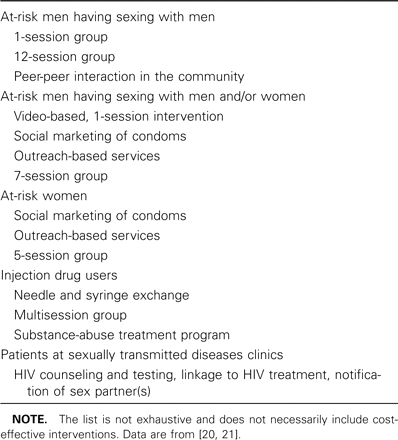 At-risk men having sexing with men
1-session group
12-session group
Peer-peer interaction in the community
At-risk men having sexing with men and/or women
Video-based, 1-session intervention
Social marketing of condoms
Outreach-based services
7-session group
At-risk women
Social marketing of condoms
Outreach-based services
5-session group
Injection drug users
Needle and syringe exchange
Multisession group
Substance-abuse treatment program
Patients at sexually transmitted diseases clinics
HIV counseling and testing, linkage to HIV treatment, notifica-
tion of sex partner(s)
NOTE. The list is not exhaustive and does not necessarily include cost-
effective interventions. Data are from [20, 21].